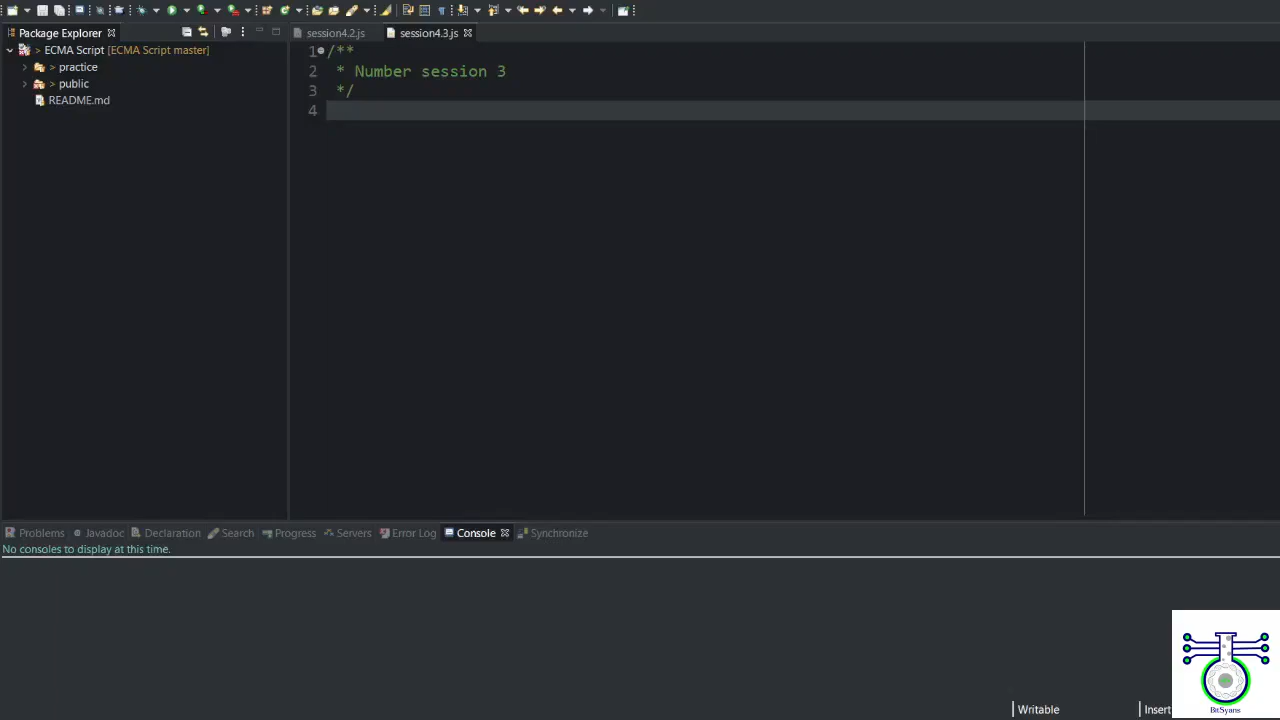 Package Explorer
session4.2.js
session4.3.js
> ECMA Script [ECMA Script master]
> practice
> public
README.md
1 /**
2 * Number session 3
3 */
4
Problems
Javadoc
Declaration
Search
Progress
Servers
Error Log
Console
Synchronize
No consoles to display at this time.
Writable
Insert
BitSyans